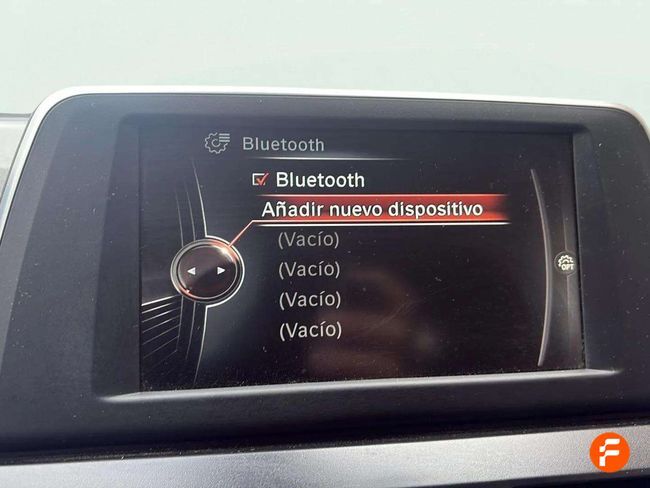 Bluetooth
Bluetooth
Añadir nuevo dispositivo
(Vacío)
(Vacío)
(Vacío)
(Vacío)
OPT